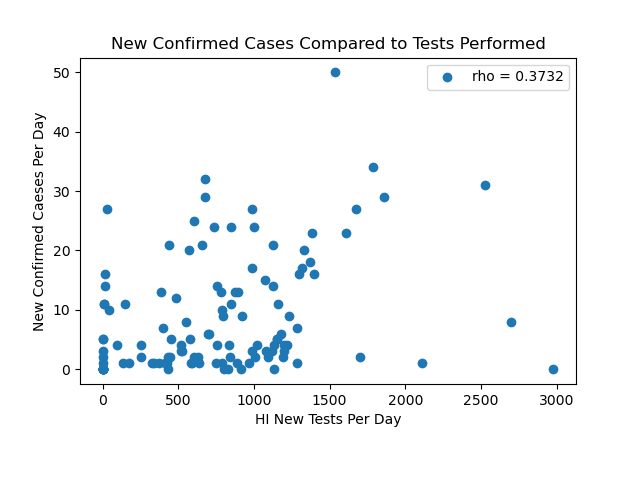 New Confirmed Cases Compared to Tests Performed
rho = 0.3732
New Confirmed Caeses Per Day
50
40
30
20
10
0
0 500 1000 1500 2000 2500 3000
HI New Tests Per Day